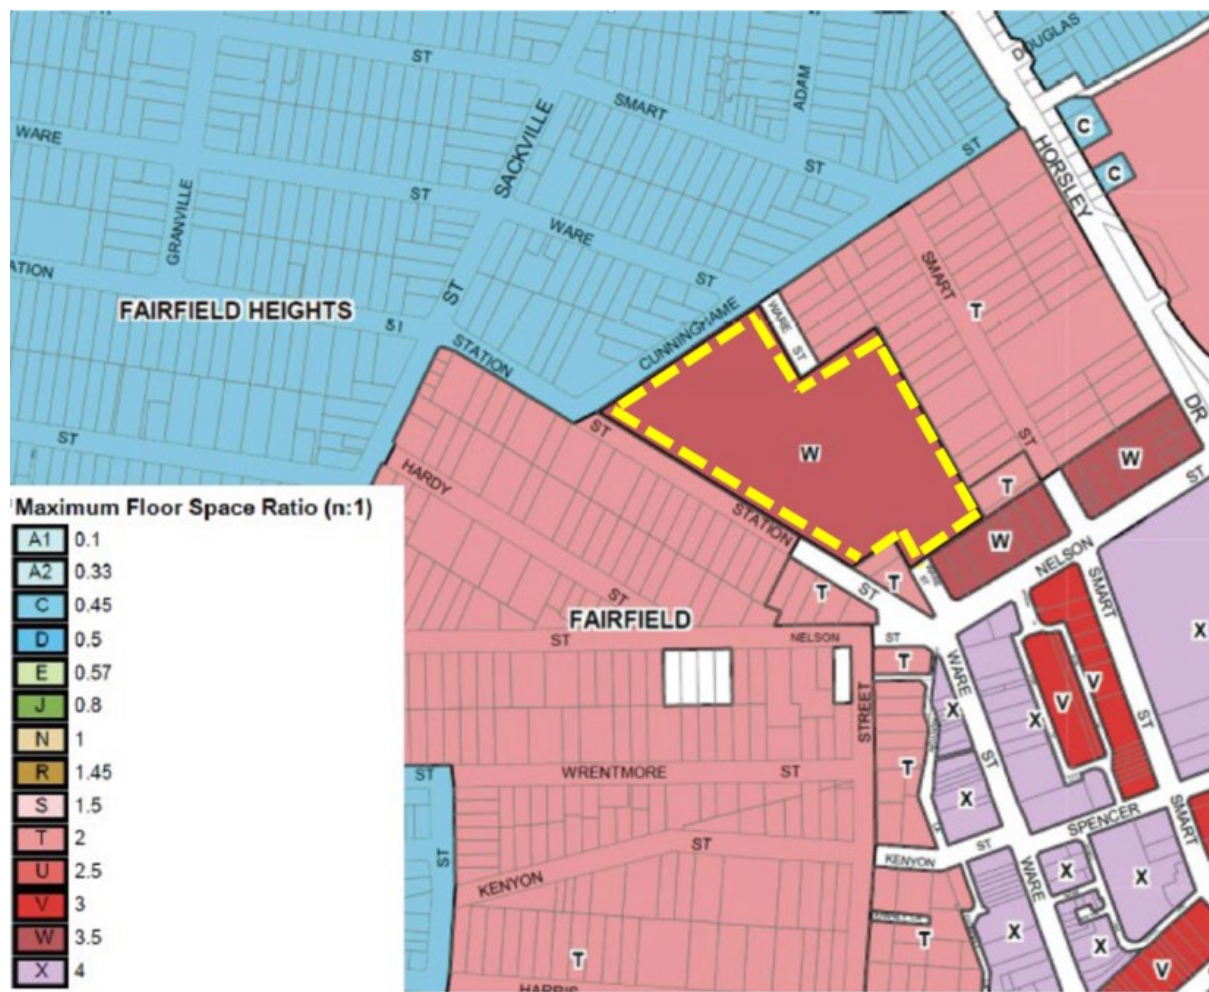 DOUGLAS
ST
SMART
ADAM
SACKVILLE
WARE
ST
ST
C
HORSLEY
C
GRANVILLE
ST
WARE
ST
SMART
T
ATION
FAIRFIELD HEIGHTS
ST
ST
STATION
CUNNINGHAME
WARE
ST
DR
ST
ST
HARDY
W
ST
W
T
ST
STATION
W
NELSON
SMART
Maximum Floor Space Ratio (n:1)
A1 0.1
A2 0.33
C 0.45
D 0.5
E 0.57
J 0.8
N 1
R 1.45
S 1.5
T 2
U 2.5
V 3
W 3.5
X 4
ST
T
ST
T
FAIRFIELD
ST
NELSON
ST
T
WARE
X
X
V
V
X
STREET
ST
ST
ST
WRENTMORE
ST
T
X
SPENCER
SMART
ST
KENYON
ST
KENYON
ST
WARE
X
X
T
T
X
X
V
HARRIS